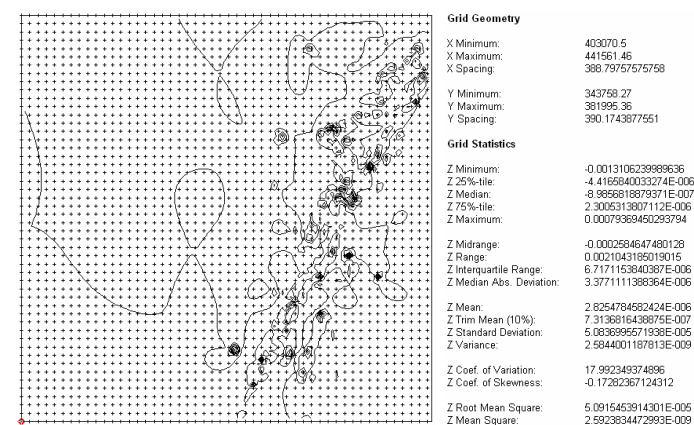 Grid Geometry
X Minimum: 403070.5
X Maximum: 441561.46
X Spacing: 388.79757575758
Y Minimum: 343758.27
Y Maximum: 381995.36
Y Spacing: 390.1743877551
Grid Statistics
Z Minimum: -0.0013106239989636
Z 25%-tile: -4.4165840033274E-006
Z Median: -8.9856818879371E-007
Z 75%-tile: 2.3005313807112E-006
Z Maximum: 0.00079369450293794
Z Midrange: -0.0002584647480128
Z Range: 0.0021043185019015
Z Interquartile Range: 6.7171153840387E-006
Z Median Abs. Deviation: 3.3771111388364E-006
Z Mean: 2.8254784582424E-006
Z Trim Mean (10%): 7.3136816438875E-007
Z Standard Deviation: 5.0836995571938E-005
Z Variance: 2.5844001187813E-009
Z Coef. of Variation: 17.992349374896
Z Coef. of Skewness: -0.17282367124312
Z Root Mean Square: 5.0915453914301E-005
Z Mean Square: 2.5923834472993E-009